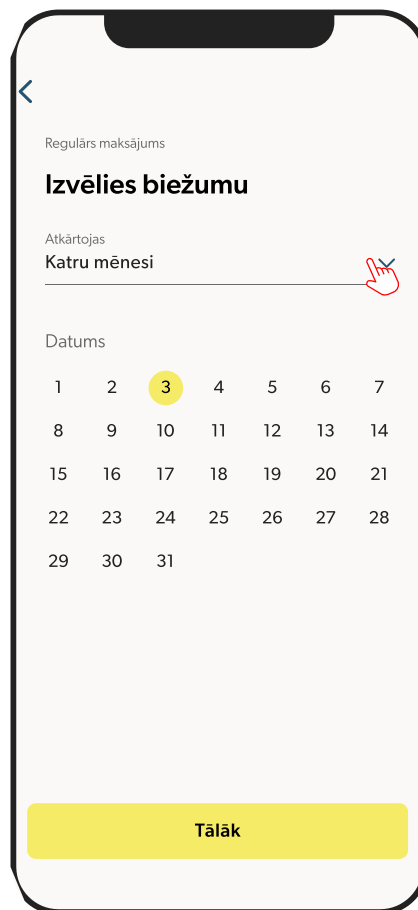 Regulārs maksājums
Izvēlies biežumu
Atkārtojas
Katru mēnesi
Datums
1 2 3 4 5 6 7
8 9 10 11 12 13 14
15 16 17 18 19 20 21
22 23 24 25 26 27 28
29 30 31
Tālāk